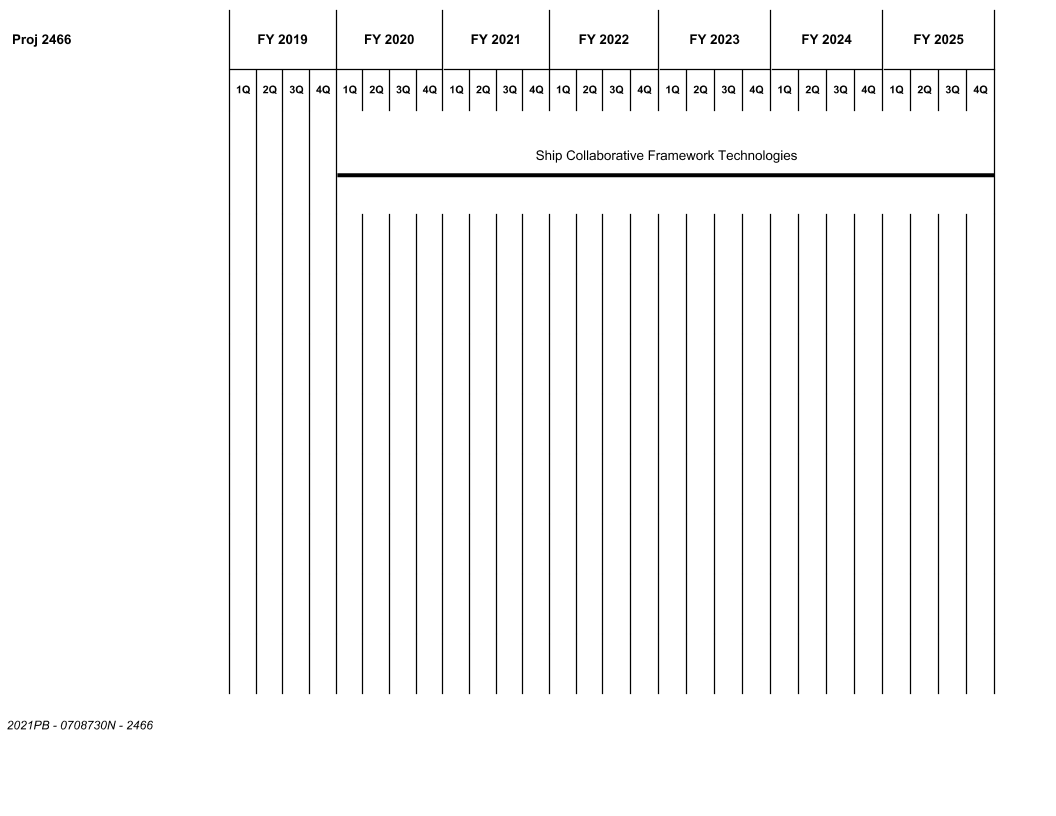 Proj 2466 FY 2019 FY 2020 FY 2021 FY 2022 FY 2023 FY 2024 FY 2025
1Q 2Q 3Q 4Q 1Q 2Q 3Q 4Q 1Q 2Q 3Q 4Q 1Q 2Q 3Q 4Q 1Q 2Q 3Q 4Q 1Q 2Q 3Q 4Q 1Q 2Q 3Q 4Q
Ship Collaborative Framework Technologies
2021PB - 0708730N - 2466